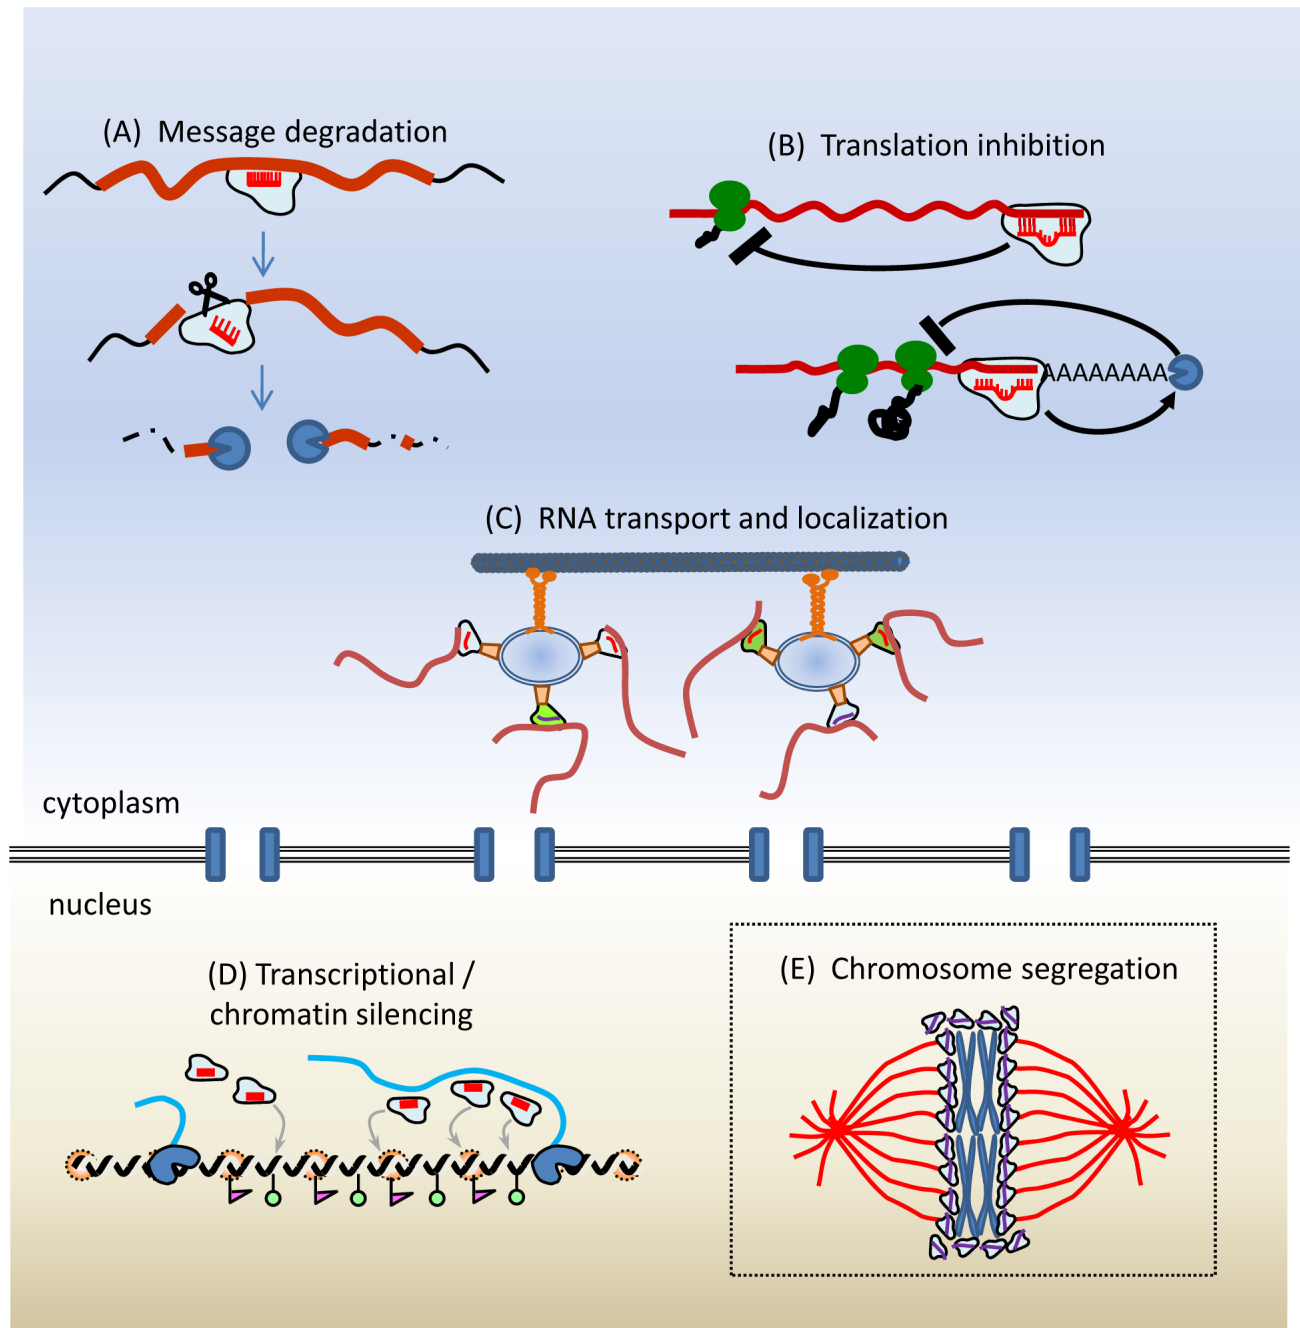 (A)  Message degradation
(B)  Translation inhibition
AAAAAAAA
(C)  RNA transport and localization
cytoplasm
nucleus
(D) Transcriptional /
chromatin silencing
(E)  Chromosome segregation